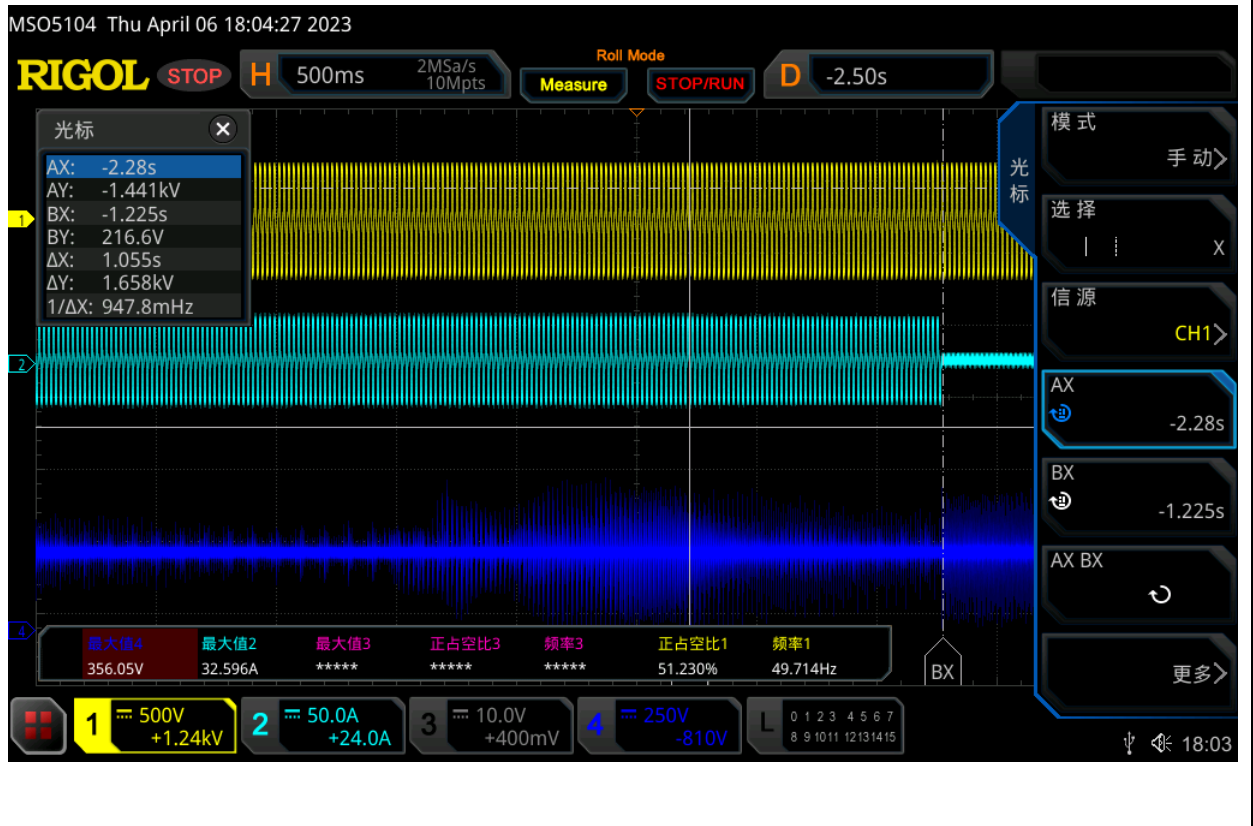 MSO5104 Thu April 06 18:04:27 2023
RIGOL STOP H 500ms 2MSa/s 10Mpts Roll Mode Measure STOP/RUN D -2.50s
光标
AX: -2.28s
AY: -1.441kV
BX: -1.225s
BY: 216.6V
ΔX: 1.055s
ΔY: 1.658kV
1/ΔX: 947.8mHz
1
2
4
BX
最大值4 最大值2 最大值3 正占空比3 频率3 正占空比1 频率1
356.05V 32.596A ***** ***** ***** 51.230% 49.714Hz
光标
模式
手动>
选择
X
信源
CH1>
AX
-2.28s
BX
-1.225s
AX BX
更多>
1 500V +1.24kV
2 50.0A +24.0A
3 10.0V +400mV
4 250V -810V
L 0 1 2 3 4 5 6 7
8 9 1011 12131415
18:03